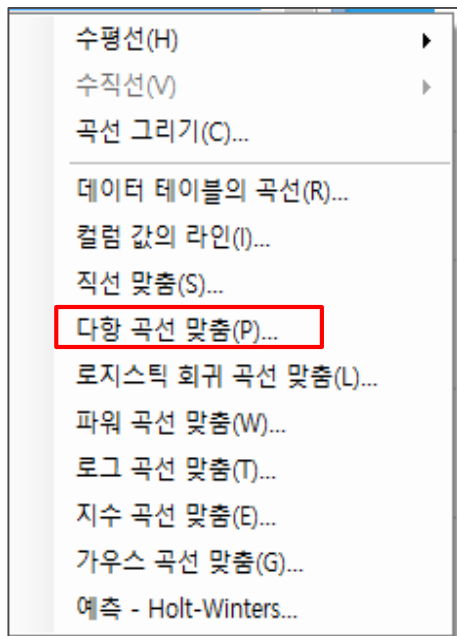 수평선(H)
수직선(V)
곡선 그리기(C)...
데이터 테이블의 곡선(R)...
컬럼 값의 라인(I)...
직선 맞춤(S)...
다항 곡선 맞춤(P)...
로지스틱 회귀 곡선 맞춤(L)...
파워 곡선 맞춤(W)...
로그 곡선 맞춤(T)...
지수 곡선 맞춤(E)...
가우스 곡선 맞춤(G)...
예측 - Holt-Winters...